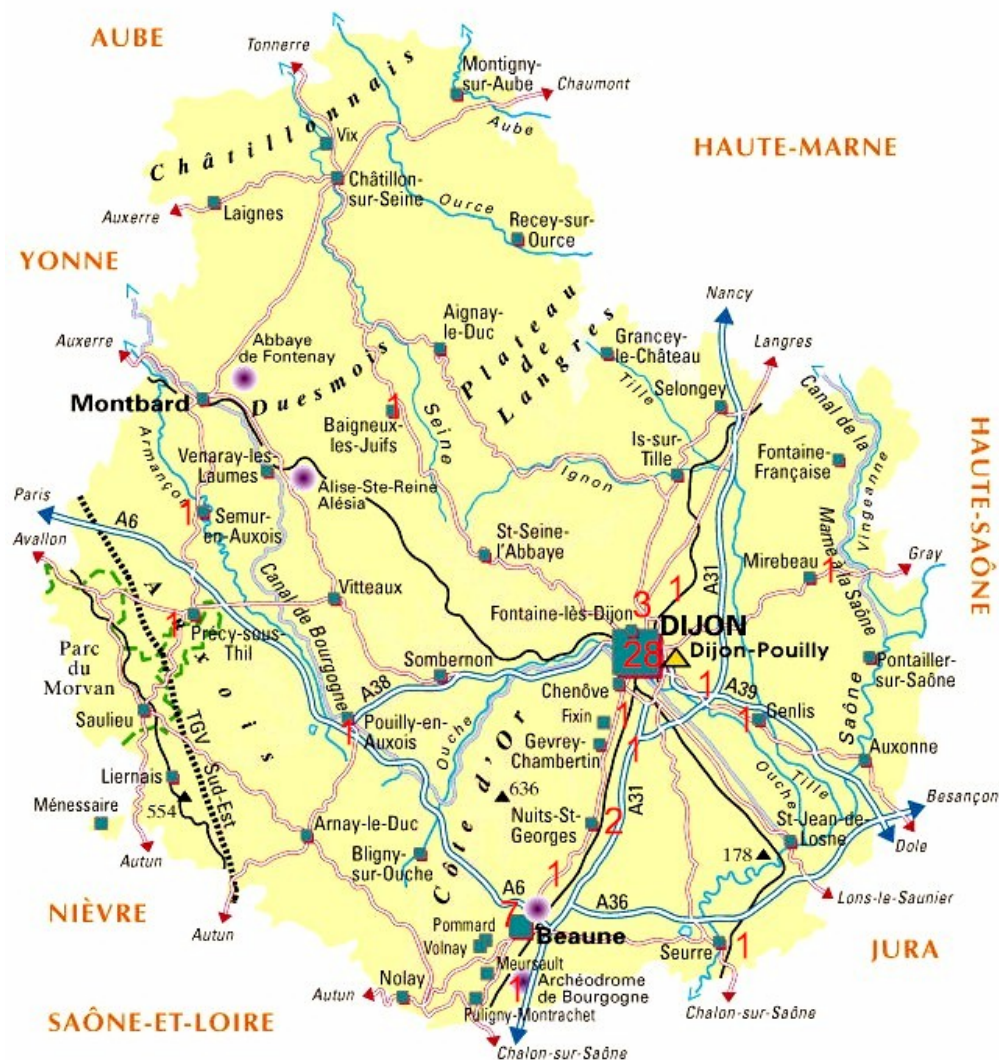 AUBE
Tonnerre
Montigny-
sur-Aube
Chaumont
Aube
Châtillonnais
Vix
HAUTE-MARNE
Châtillon-
sur-Seine
Auxerre
Laignes
Ource
Recey-sur-
Ource
YONNE
Nancy
Auxerre
Abbaye
de Fontenay
Aignay-
le-Duc
Plateau
de
Langres
Grancey-
le-Château
Langres
Tille
Selongey
Montbard
Duesmois
1
Baigneux-
les-Juifs
Seine
Is-sur-
Tille
Canal de la
Marne à la Saône
Vingeanne
Fontaine-
Française
HAUTE-SAÔNE
Armançon
Venaray-les-
Laumes
Alise-Ste-Reine
Alésia
Ignon
Paris
A6
1
Semur-
en-Auxois
Avallon
St-Seine-
l'Abbaye
A31
Mirebeau
1
Gray
Auxois
Canal de Bourgogne
Vitteaux
1
3
Fontaine-lès-Dijon
1
Précy-sous-
Thil
DIJON
28
Dijon-Pouilly
Parc
du
Morvan
Sombernon
Pontailler-
sur-Saône
Chenôve
1
A39
A38
Saulieu
TGV
Sud-Est
Pouilly-en-
Auxois
1
Ouche
Fixin
1
1
Genlis
Saône
Gevrey-
Chambertin
1
Auxonne
Liernais
Côte d'Or
636
A31
Ouche
Tille
Besançon
Ménessaire
554
Arnay-le-Duc
Nuits-St-
Georges
2
St-Jean-de-
Losne
Dole
Autun
Bligny-
sur-Ouche
178
1
A6
A36
Lons-le-Saunier
NIÈVRE
7
Autun
Pommard
Beaune
Volnay
Seurre
1
JURA
Meursault
Nolay
Autun
1
Archéodrome
de Bourgogne
Puligny-Montrachet
Chalon-sur-Saône
SAÔNE-ET-LOIRE
Chalon-sur-Saône